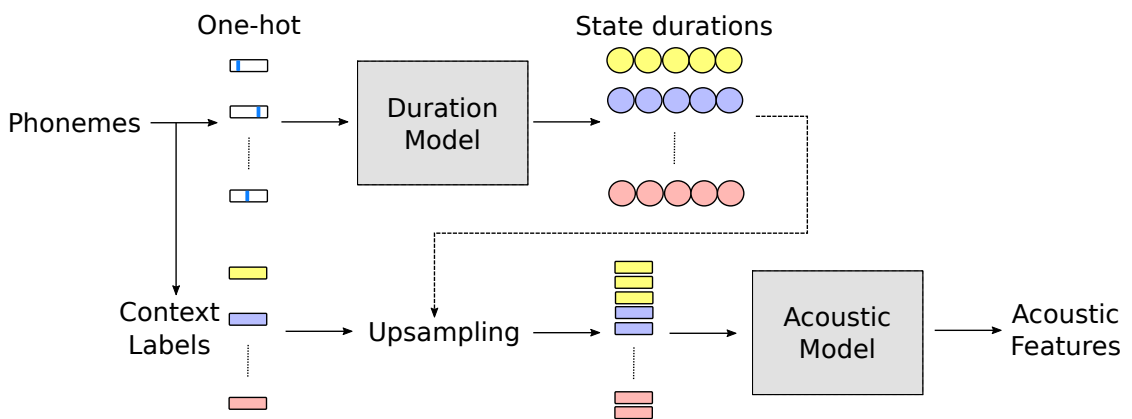 One-hot
State durations
Phonemes
Duration
Model
Context
Labels
Upsampling
Acoustic
Model
Acoustic
Features